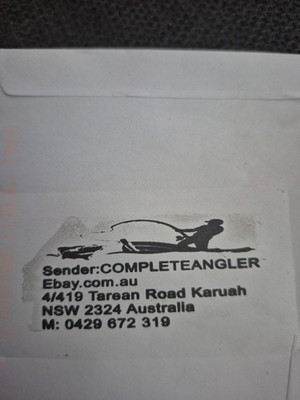 Sender:COMPLETEANGLER
Ebay.com.au
4/419 Tarean Road Karuah
NSW 2324 Australia
M: 0429 672 319